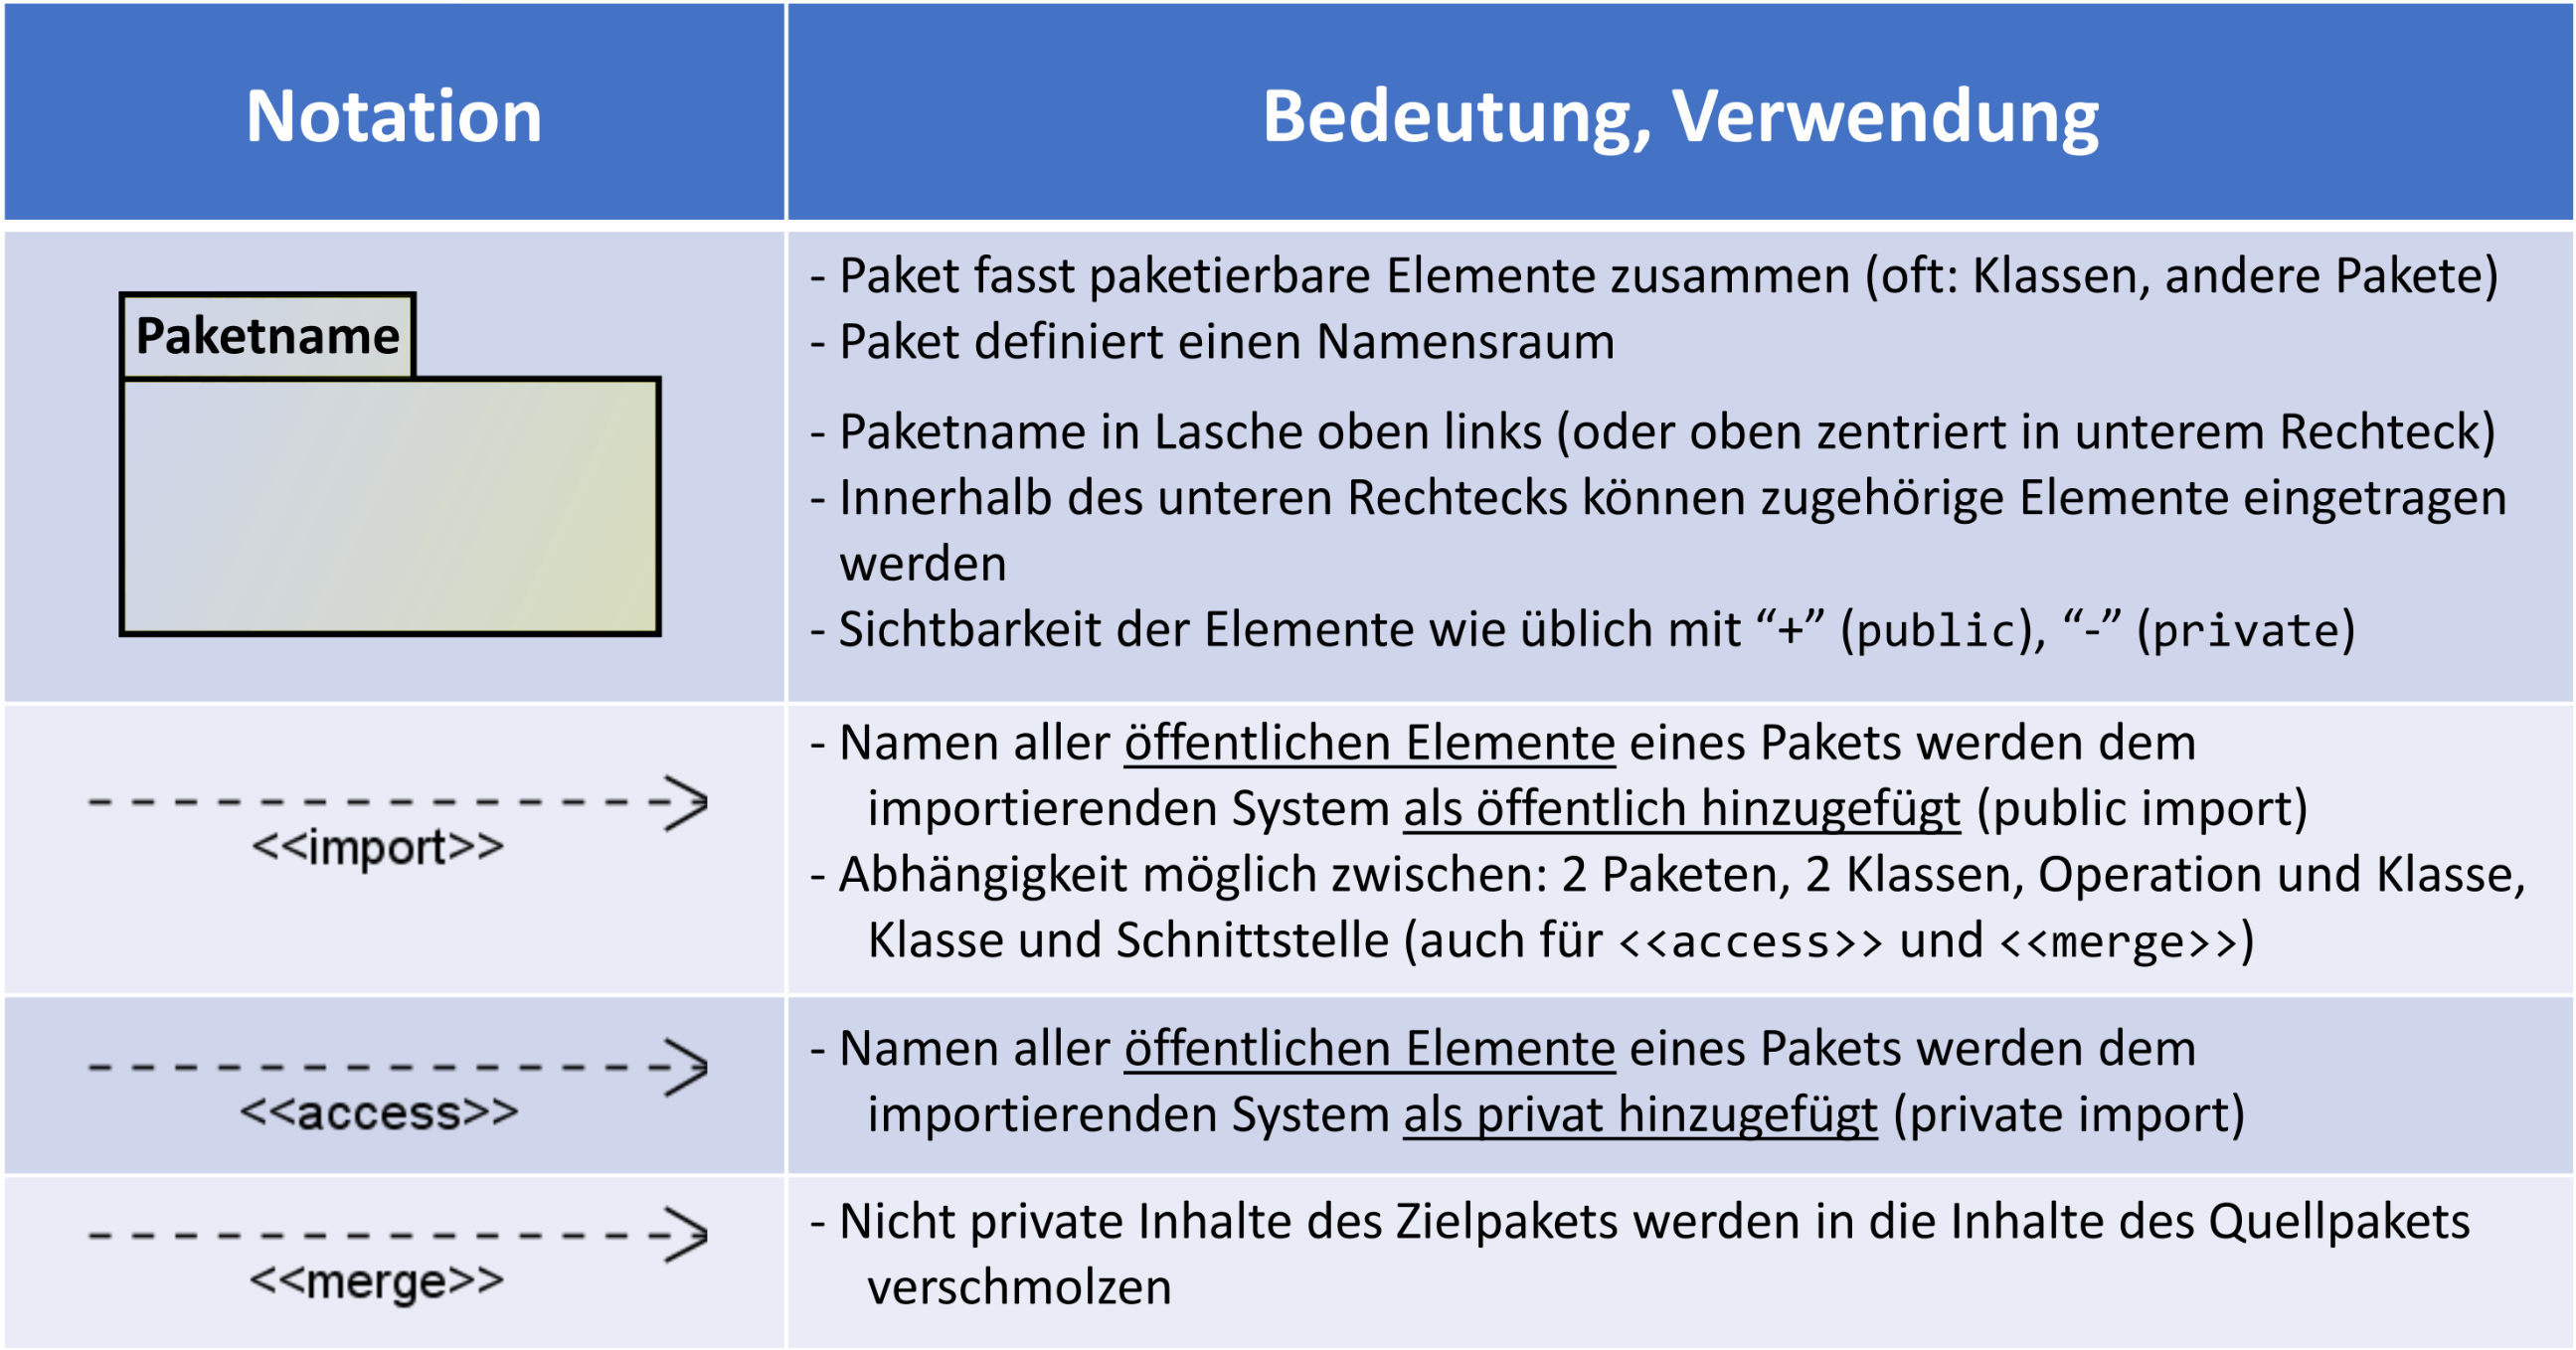 Notation
Bedeutung, Verwendung
Paketname
- Paket fasst paketierbare Elemente zusammen (oft: Klassen, andere Pakete)
- Paket definiert einen Namensraum
- Paketname in Lasche oben links (oder oben zentriert in unterem Rechteck)
- Innerhalb des unteren Rechtecks können zugehörige Elemente eingetragen
werden
- Sichtbarkeit der Elemente wie üblich mit “+” (public), “-” (private)
<<import>>
- Namen aller öffentlichen Elemente eines Pakets werden dem
importierenden System als öffentlich hinzugefügt (public import)
- Abhängigkeit möglich zwischen: 2 Paketen, 2 Klassen, Operation und Klasse,
Klasse und Schnittstelle (auch für <<access>> und <<merge>>)
<<access>>
- Namen aller öffentlichen Elemente eines Pakets werden dem
importierenden System als privat hinzugefügt (private import)
<<merge>>
- Nicht private Inhalte des Zielpakets werden in die Inhalte des Quellpakets
verschmolzen